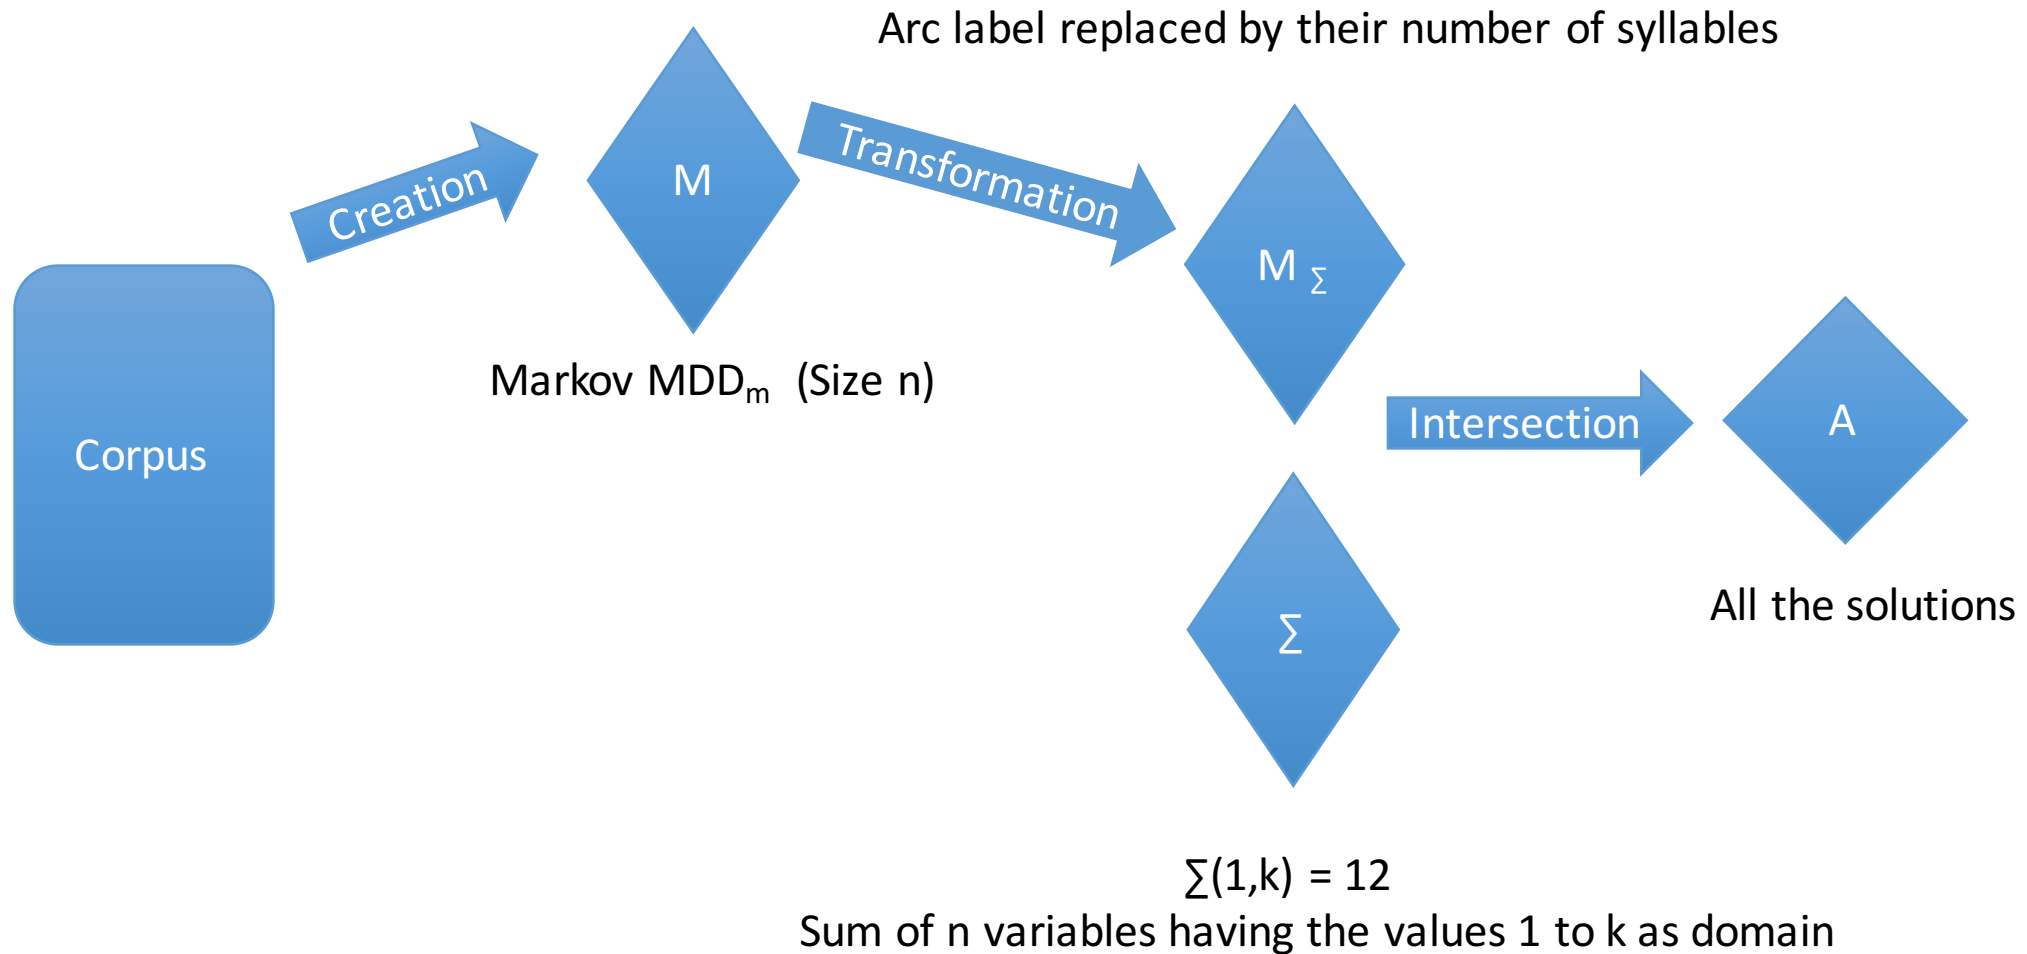 Arc label replaced by their number of syllables
Creation
M
Transformation
Markov MDDₘ (Size n)
Corpus
M ∑
Intersection
A
∑
All the solutions
∑(1,k) = 12
Sum of n variables having the values 1 to k as domain